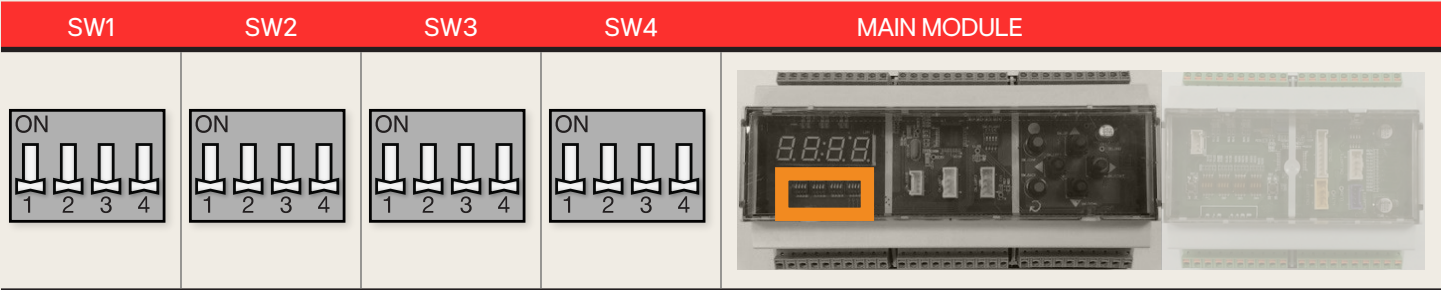 SW1 SW2 SW3 SW4 MAIN MODULE
ON ON ON ON
1 2 3 4 1 2 3 4 1 2 3 4 1 2 3 4
8.8:8.8.